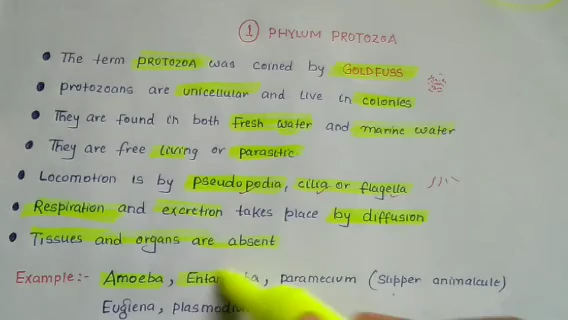 ① PHYLUM PROTOZOA
• The term PROTOZOA was coined by GOLDFUSS
• protozoans are unicellular and live in colonies
• They are found in both fresh water and marine water
• They are free living or parasitic
• Locomotion is by pseudopodia, cilia or flagella
• Respiration and excretion takes place by diffusion
• Tissues and organs are absent
Example:- Amoeba, paramecium (slipper animalcule)
Euglena,